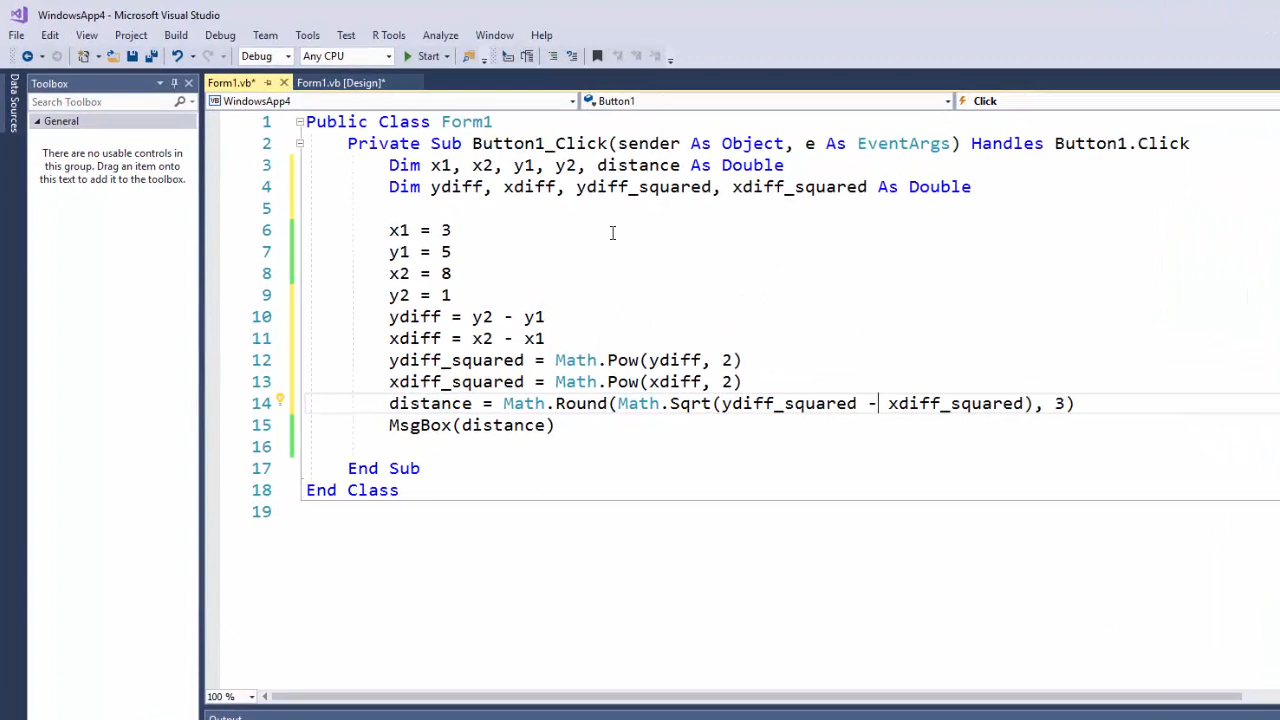 WindowsApp4 - Microsoft Visual Studio
File Edit View Project Build Debug Team Tools Test R Tools Analyze Window Help
Debug Any CPU Start
Data Sources
Toolbox
Search Toolbox
General
There are no usable controls in
this group. Drag an item onto
this text to add it to the toolbox.
Form1.vb* Form1.vb [Design]*
VB WindowsApp4 Button1 Click
1 Public Class Form1
2 Private Sub Button1_Click(sender As Object, e As EventArgs) Handles Button1.Click
3 Dim x1, x2, y1, y2, distance As Double
4 Dim ydiff, xdiff, ydiff_squared, xdiff_squared As Double
5
6 x1 = 3
7 y1 = 5
8 x2 = 8
9 y2 = 1
10 ydiff = y2 - y1
11 xdiff = x2 - x1
12 ydiff_squared = Math.Pow(ydiff, 2)
13 xdiff_squared = Math.Pow(xdiff, 2)
14 distance = Math.Round(Math.Sqrt(ydiff_squared - xdiff_squared), 3)
15 MsgBox(distance)
16
17 End Sub
18 End Class
19
100 %
Output